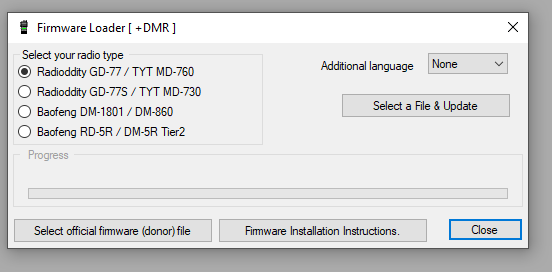 Firmware Loader [ +DMR ]
Select your radio type
Radioddity GD-77 / TYT MD-760
Radioddity GD-77S / TYT MD-730
Baofeng DM-1801 / DM-860
Baofeng RD-5R / DM-5R Tier2
Additional language
None
Select a File & Update
Progress
Select official firmware (donor) file
Firmware Installation Instructions.
Close